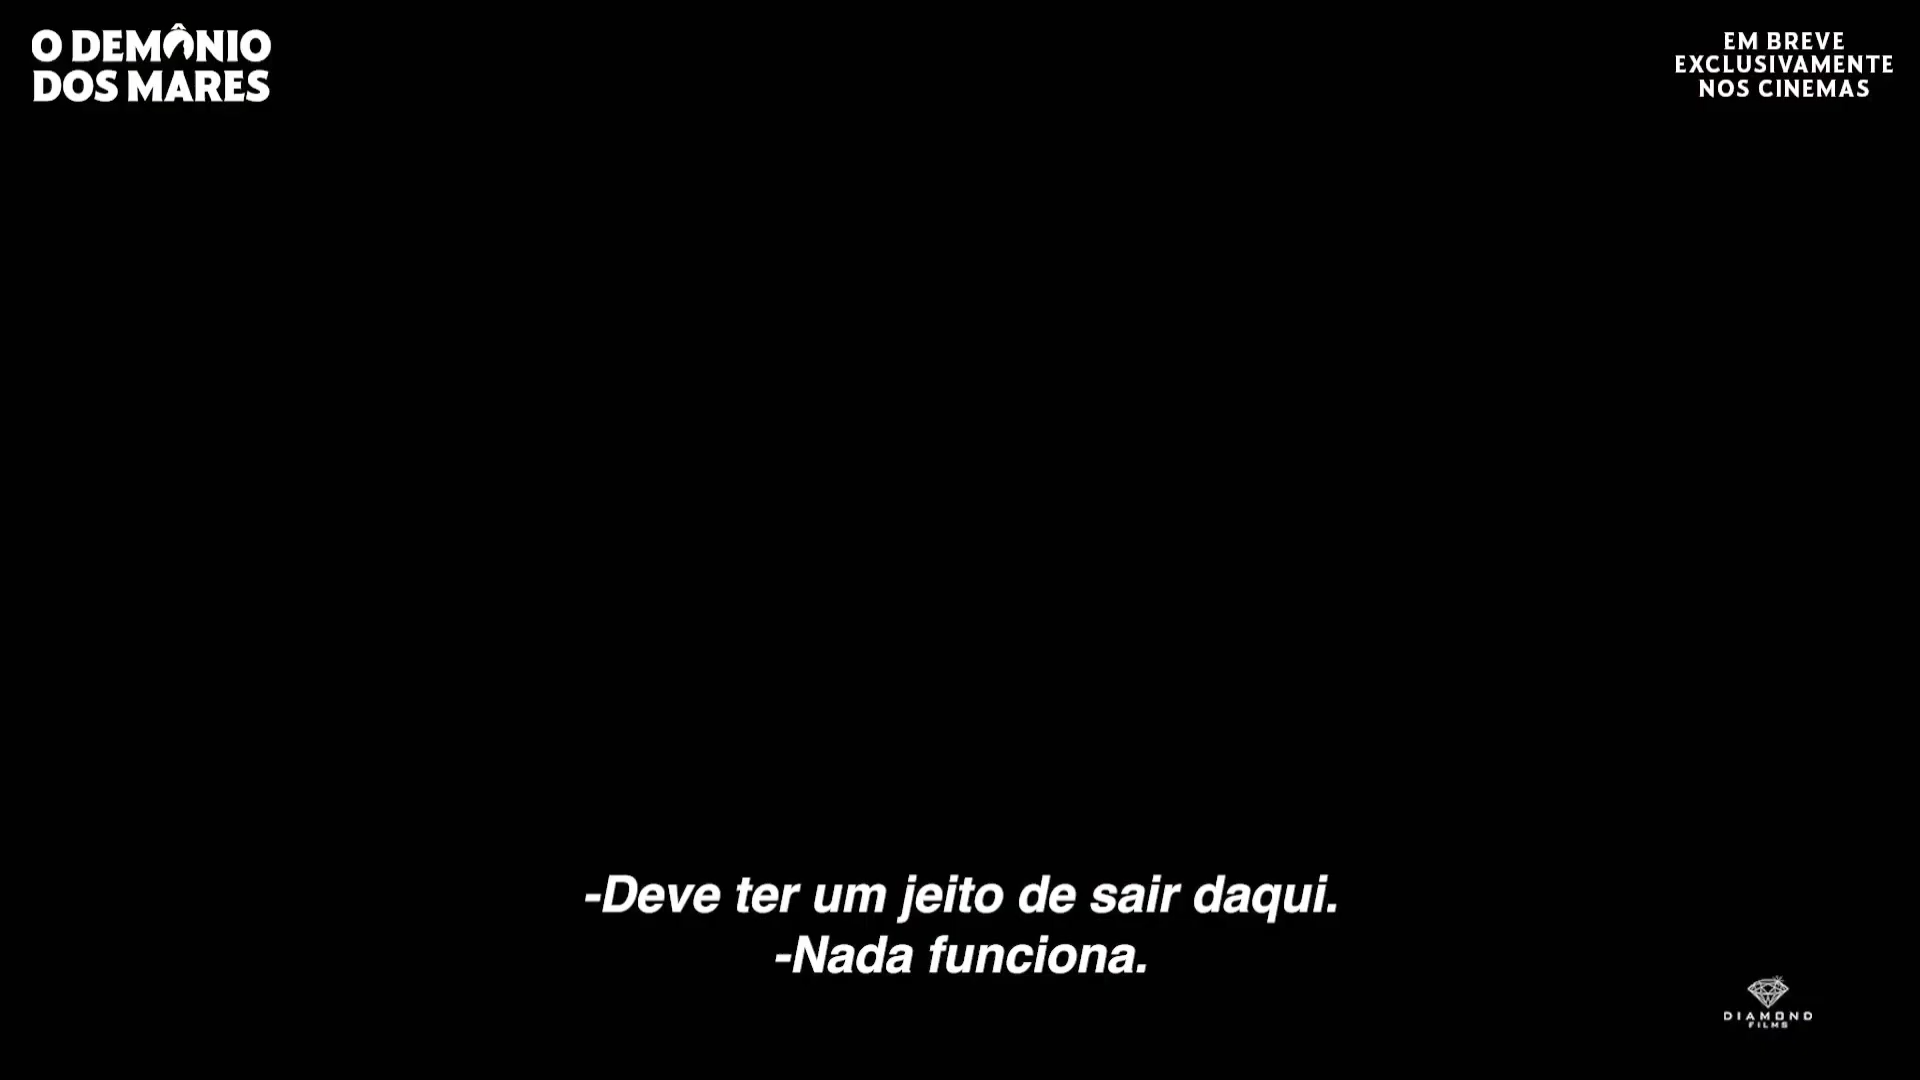 O DEMÔNIO
DOS MARES
EM BREVE
EXCLUSIVAMENTE
NOS CINEMAS
-Deve ter um jeito de sair daqui.
-Nada funciona.
DIAMOND
FILMS